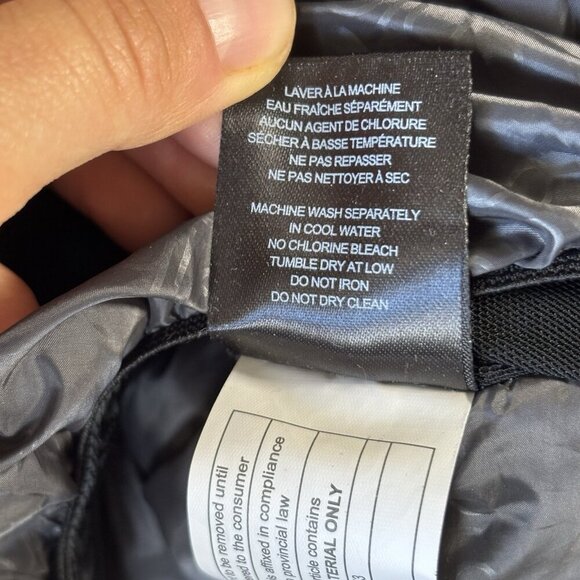 LAVER À LA MACHINE
EAU FRAÎCHE SÉPARÉMENT
AUCUN AGENT DE CHLORURE
SÉCHER À BASSE TEMPÉRATURE
NE PAS REPASSER
NE PAS NETTOYER À SEC
MACHINE WASH SEPARATELY
IN COOL WATER
NO CHLORINE BLEACH
TUMBLE DRY AT LOW
DO NOT IRON
DO NOT DRY CLEAN
to be removed until
to the consumer
is affixed in compliance
provincial law
article contains
MATERIAL ONLY
3